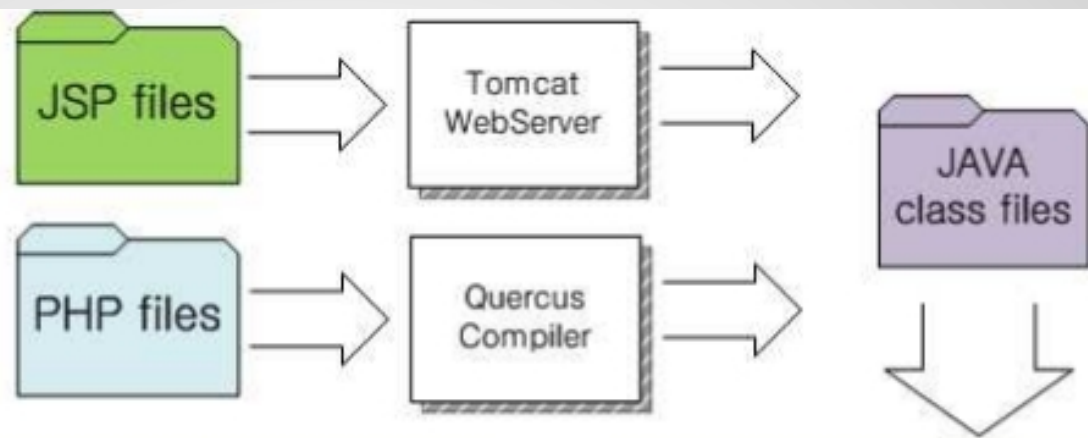 JSP files
Tomcat
WebServer
JAVA
class files
PHP files
Quercus
Compiler